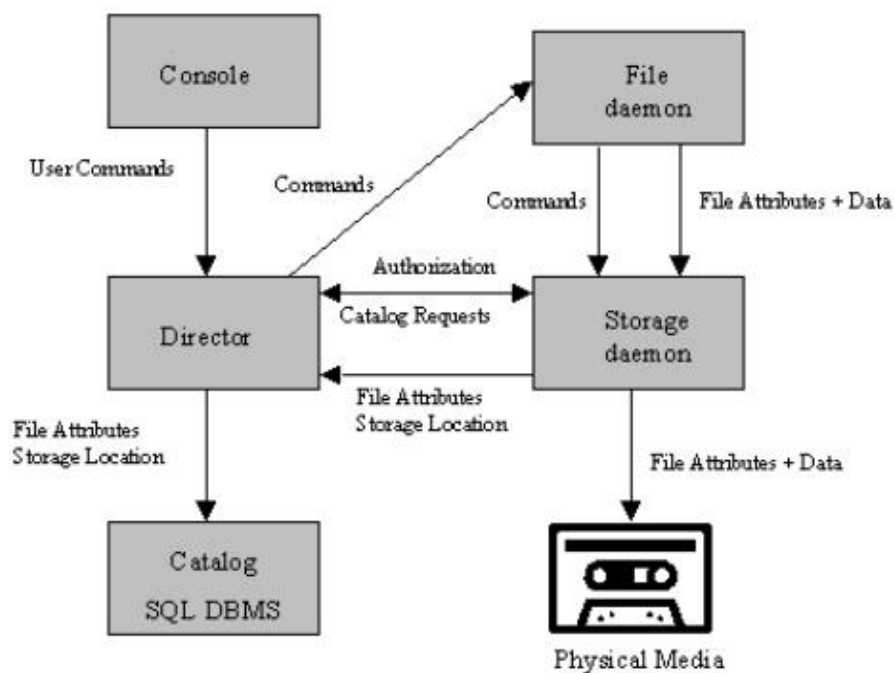 Console
File
daemon
User Commands
Commands
Commands
File Attributes + Data
Authorization
Catalog Requests
Director
Storage
daemon
File Attributes
Storage Location
File Attributes
Storage Location
File Attributes + Data
Catalog
SQL DBMS
Physical Media